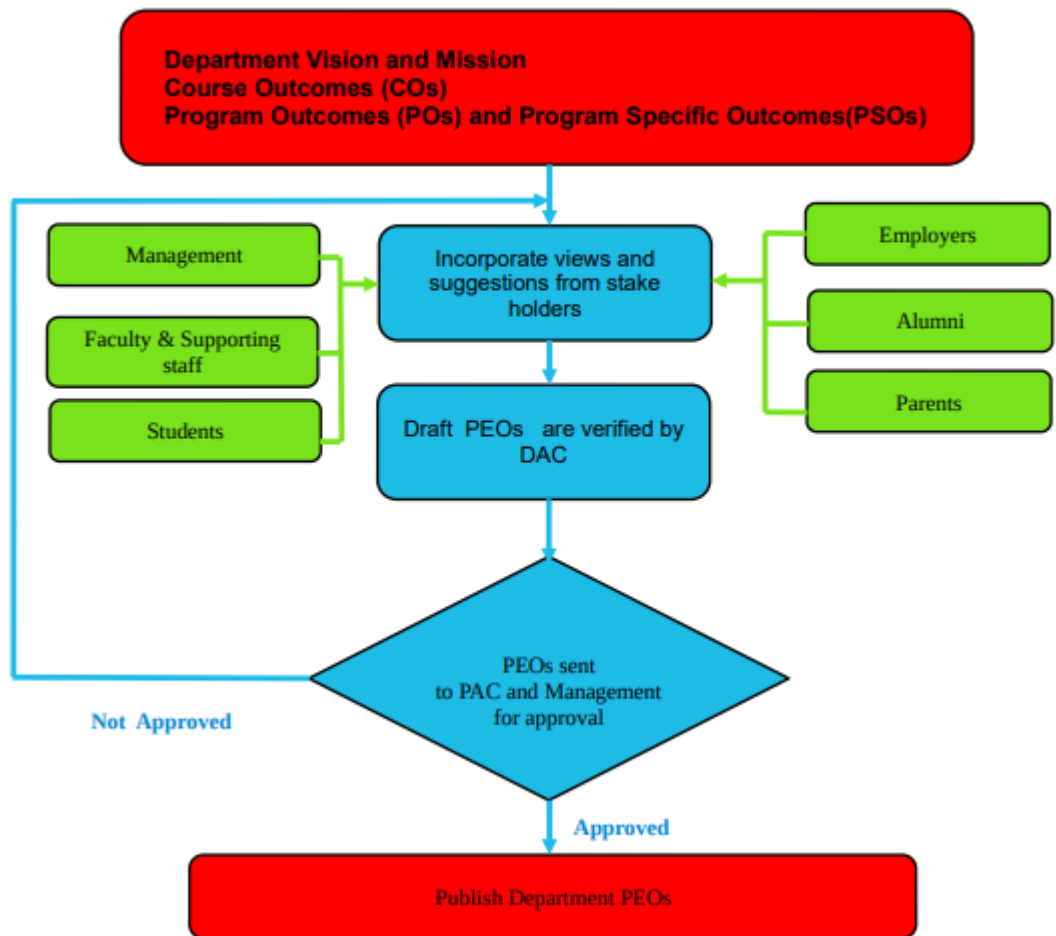 Department Vision and Mission
Course Outcomes (COs)
Program Outcomes (POs) and Program Specific Outcomes(PSOs)
Management
Faculty & Supporting
staff
Students
Incorporate views and
suggestions from stake
holders
Employers
Alumni
Parents
Draft PEOs are verified by
DAC
PEOs sent
to PAC and Management
for approval
Not Approved
Approved
Publish Department PEOs